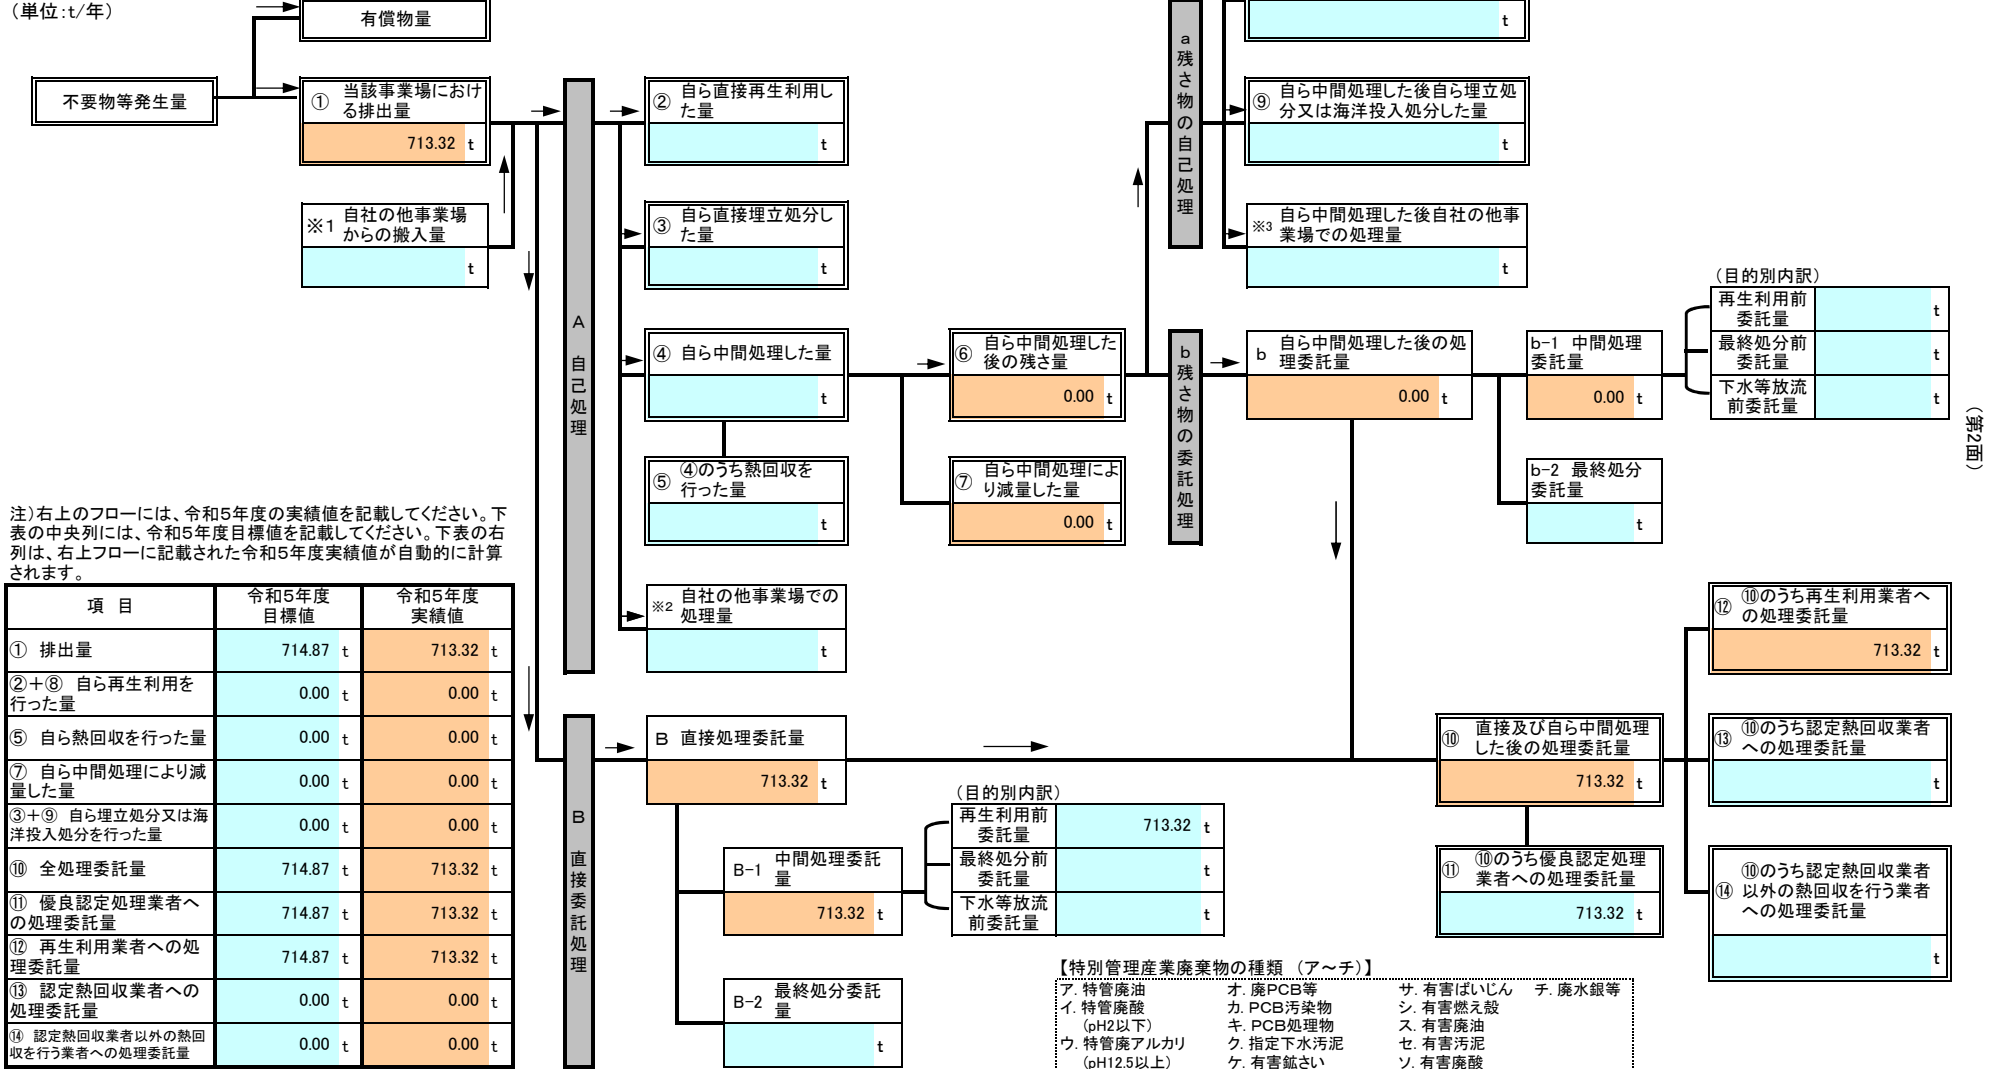 （単位：t/年）
有償物量
不要物等発生量
① 当該事業場におけ
る排出量
713.32 t
※1 自社の他事業場
からの搬入量
t
A 自己処理
② 自ら直接再生利用し
た量
t
③ 自ら直接埋立処分し
た量
t
④ 自ら中間処理した量
t
⑤ ④のうち熱回収を
行った量
t
※2 自社の他事業場での
処理量
t
⑥ 自ら中間処理した
後の残さ量
0.00 t
⑦ 自ら中間処理によ
り減量した量
0.00 t
a 残さ物の自己処理
t
⑨ 自ら中間処理した後自ら埋立処
分又は海洋投入処分した量
t
※3 自ら中間処理した後自社の他事
業場での処理量
t
b 残さ物の委託処理
b 自ら中間処理した後の処
理委託量
0.00 t
b-1 中間処理
委託量
0.00 t
b-2 最終処分
委託量
t
（目的別内訳）
再生利用前
委託量
t
最終処分前
委託量
t
下水等放流
前委託量
t
（第2面）
注）右上のフローには、令和5年度の実績値を記載してください。下
表の中央列には、令和5年度目標値を記載してください。下表の右
列は、右上フローに記載された令和5年度実績値が自動的に計算
されます。
項 目 令和5年度 令和5年度
目標値 実績値
① 排出量 714.87 t 713.32 t
②＋⑧ 自ら再生利用を
行った量 0.00 t 0.00 t
⑤ 自ら熱回収を行った量 0.00 t 0.00 t
⑦ 自ら中間処理により減
量した量 0.00 t 0.00 t
③＋⑨ 自ら埋立処分又は海
洋投入処分を行った量 0.00 t 0.00 t
⑩ 全処理委託量 714.87 t 713.32 t
⑪ 優良認定処理業者へ
の処理委託量 714.87 t 713.32 t
⑫ 再生利用業者への処
理委託量 714.87 t 713.32 t
⑬ 認定熱回収業者への
処理委託量 0.00 t 0.00 t
⑭ 認定熱回収業者以外の熱回
収を行う業者への処理委託量 0.00 t 0.00 t
B 直接委託処理
B 直接処理委託量
713.32 t
B-1 中間処理委託
量
713.32 t
B-2 最終処分委託
量
t
（目的別内訳）
再生利用前
委託量
713.32 t
最終処分前
委託量
t
下水等放流
前委託量
t
⑩ 直接及び自ら中間処理
した後の処理委託量
713.32 t
⑪ ⑩のうち優良認定処理
業者への処理委託量
713.32 t
⑫ ⑩のうち再生利用業者へ
の処理委託量
713.32 t
⑬ ⑩のうち認定熱回収業者
への処理委託量
t
⑭ ⑩のうち認定熱回収業者
以外の熱回収を行う業者
への処理委託量
t
【特別管理産業廃棄物の種類 （ア～チ）】
ア. 特管廃油 オ. 廃PCB等 サ. 有害ばいじん チ. 廃水銀等
イ. 特管廃酸 カ. PCB汚染物 シ. 有害燃え殻
（pH2以下） キ. PCB処理物 ス. 有害廃油
ウ. 特管廃アルカリ ク. 指定下水汚泥 セ. 有害汚泥
（pH12.5以上） ケ. 有害鉱さい ソ. 有害廃酸